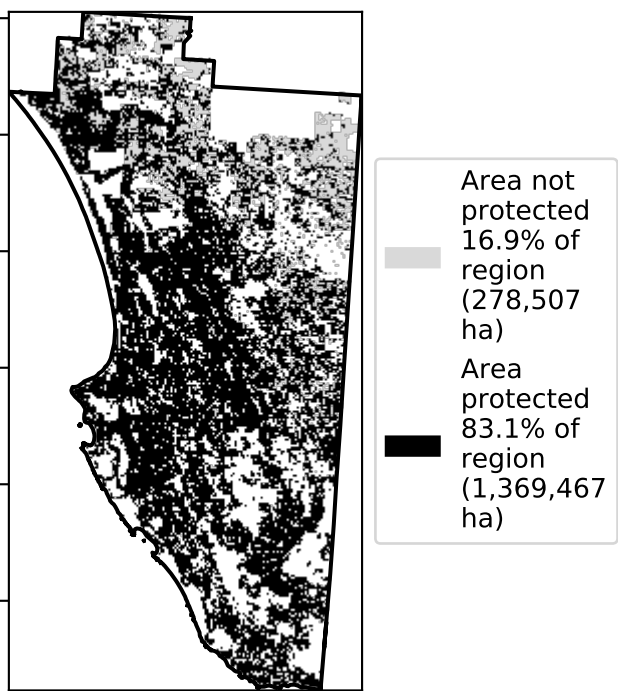 Area not
protected
16.9% of
region
(278,507
ha)
Area
protected
83.1% of
region
(1,369,467
ha)